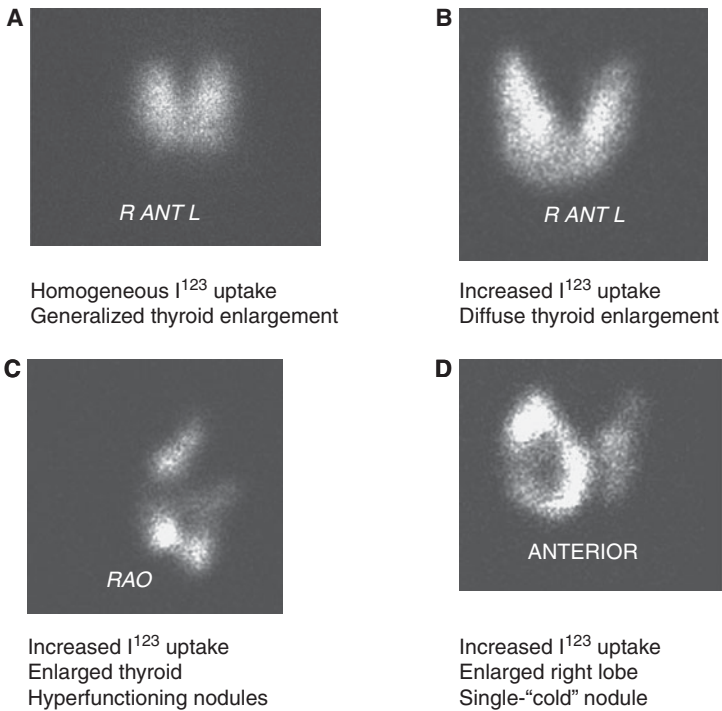 A
R ANT L
Homogeneous I¹²³ uptake
Generalized thyroid enlargement
B
R ANT L
Increased I¹²³ uptake
Diffuse thyroid enlargement
C
RAO
Increased I¹²³ uptake
Enlarged thyroid
Hyperfunctioning nodules
D
ANTERIOR
Increased I¹²³ uptake
Enlarged right lobe
Single-“cold” nodule